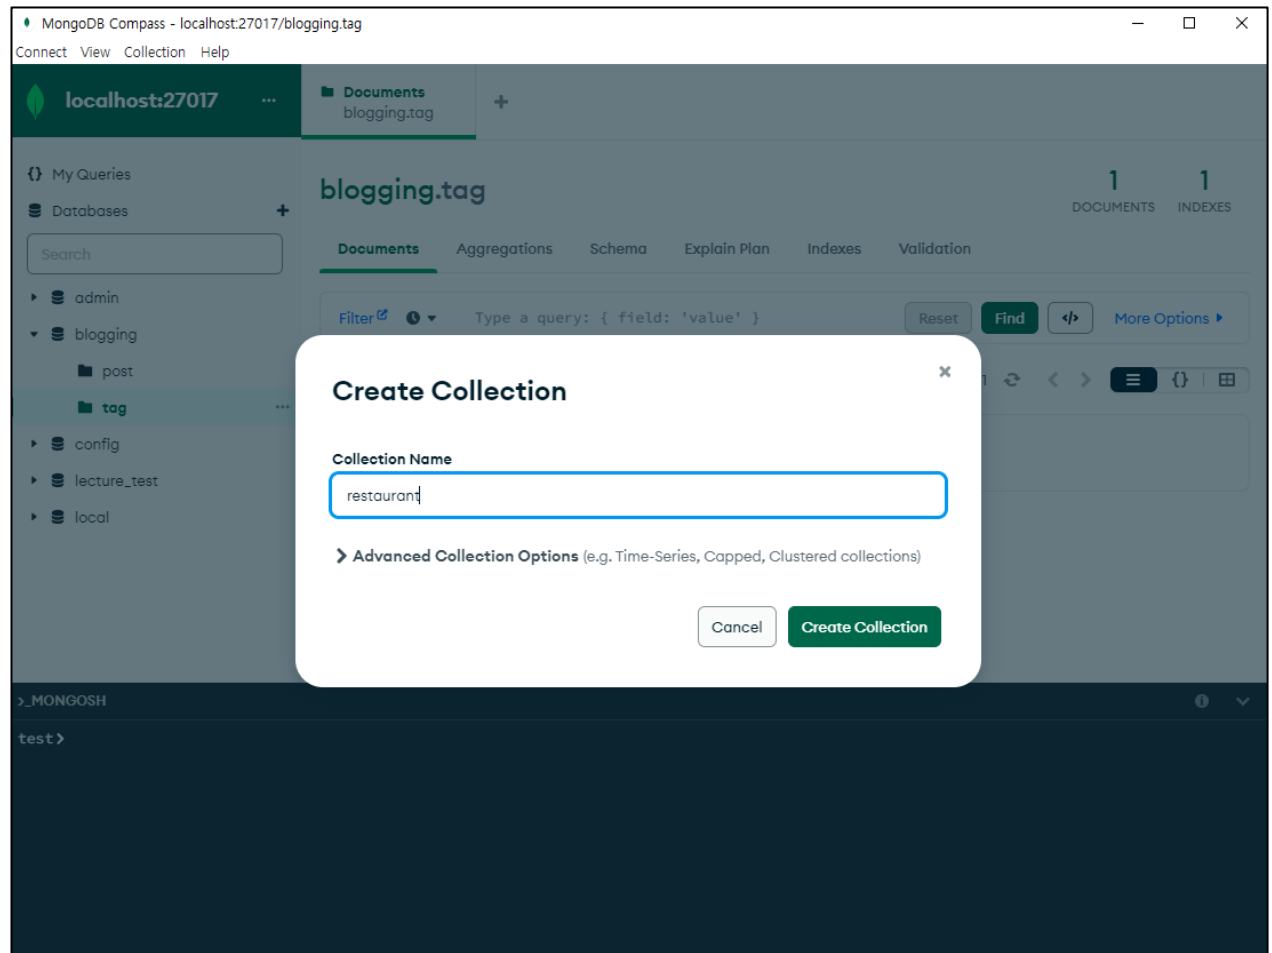 MongoDB Compass - localhost:27017/blogging.tag
Connect View Collection Help
localhost:27017 ...
Documents
blogging.tag
+
{} My Queries
Databases +
Search
admin
blogging
post
tag ...
config
lecture_test
local
blogging.tag
1 DOCUMENTS
1 INDEXES
Documents Aggregations Schema Explain Plan Indexes Validation
Filter Type a query: { field: 'value' } Reset Find </> More Options
1 {}
Create Collection
Collection Name
restaurant
Advanced Collection Options (e.g. Time-Series, Capped, Clustered collections)
Cancel Create Collection
>_MONGOSH
test>